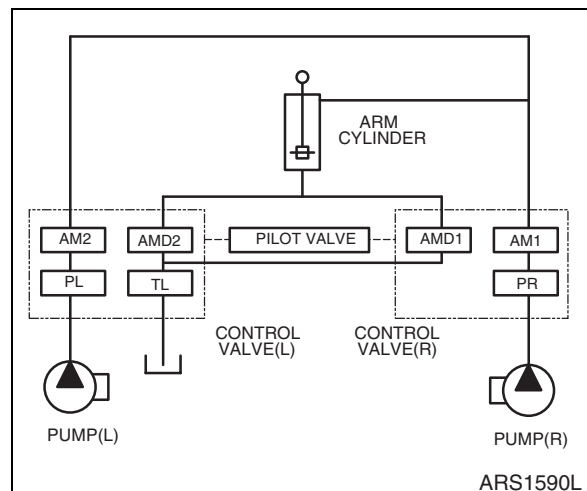 ARM
CYLINDER
AM2
AMD2
PILOT VALVE
AMD1
AM1
PL
TL
PR
CONTROL
VALVE(L)
CONTROL
VALVE(R)
PUMP(L)
PUMP(R)
ARS1590L